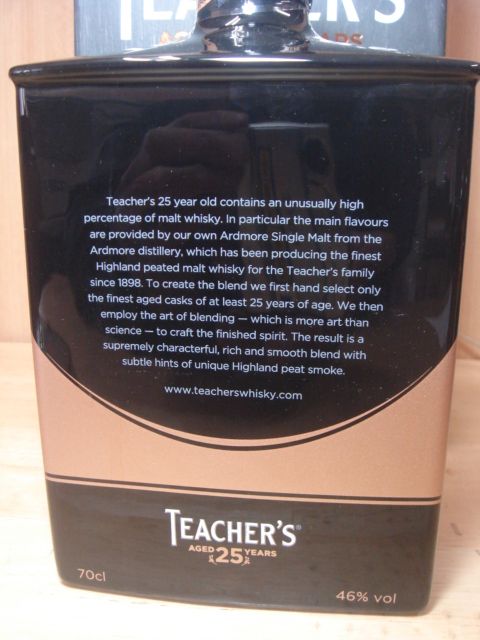 TEACHER'S
AGED YEARS
Teacher's 25 year old contains an unusually high
percentage of malt whisky. In particular the main flavours
are provided by our own Ardmore Single Malt from the
Ardmore distillery, which has been producing the finest
Highland peated malt whisky for the Teacher's family
since 1898. To create the blend we first hand select only
the finest aged casks of at least 25 years of age. We then
employ the art of blending — which is more art than
science — to craft the finished spirit. The result is a
supremely characterful, rich and smooth blend with
subtle hints of unique Highland peat smoke.
www.teacherswhisky.com
TEACHER'S®
AGED 25 YEARS
70cl
46% vol